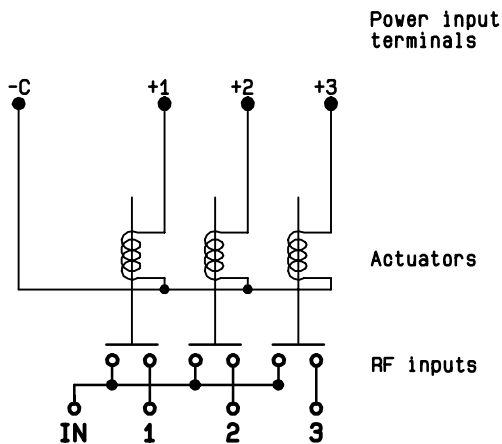 Power input
terminals
-C +1 +2 +3
Actuators
RF inputs
IN 1 2 3